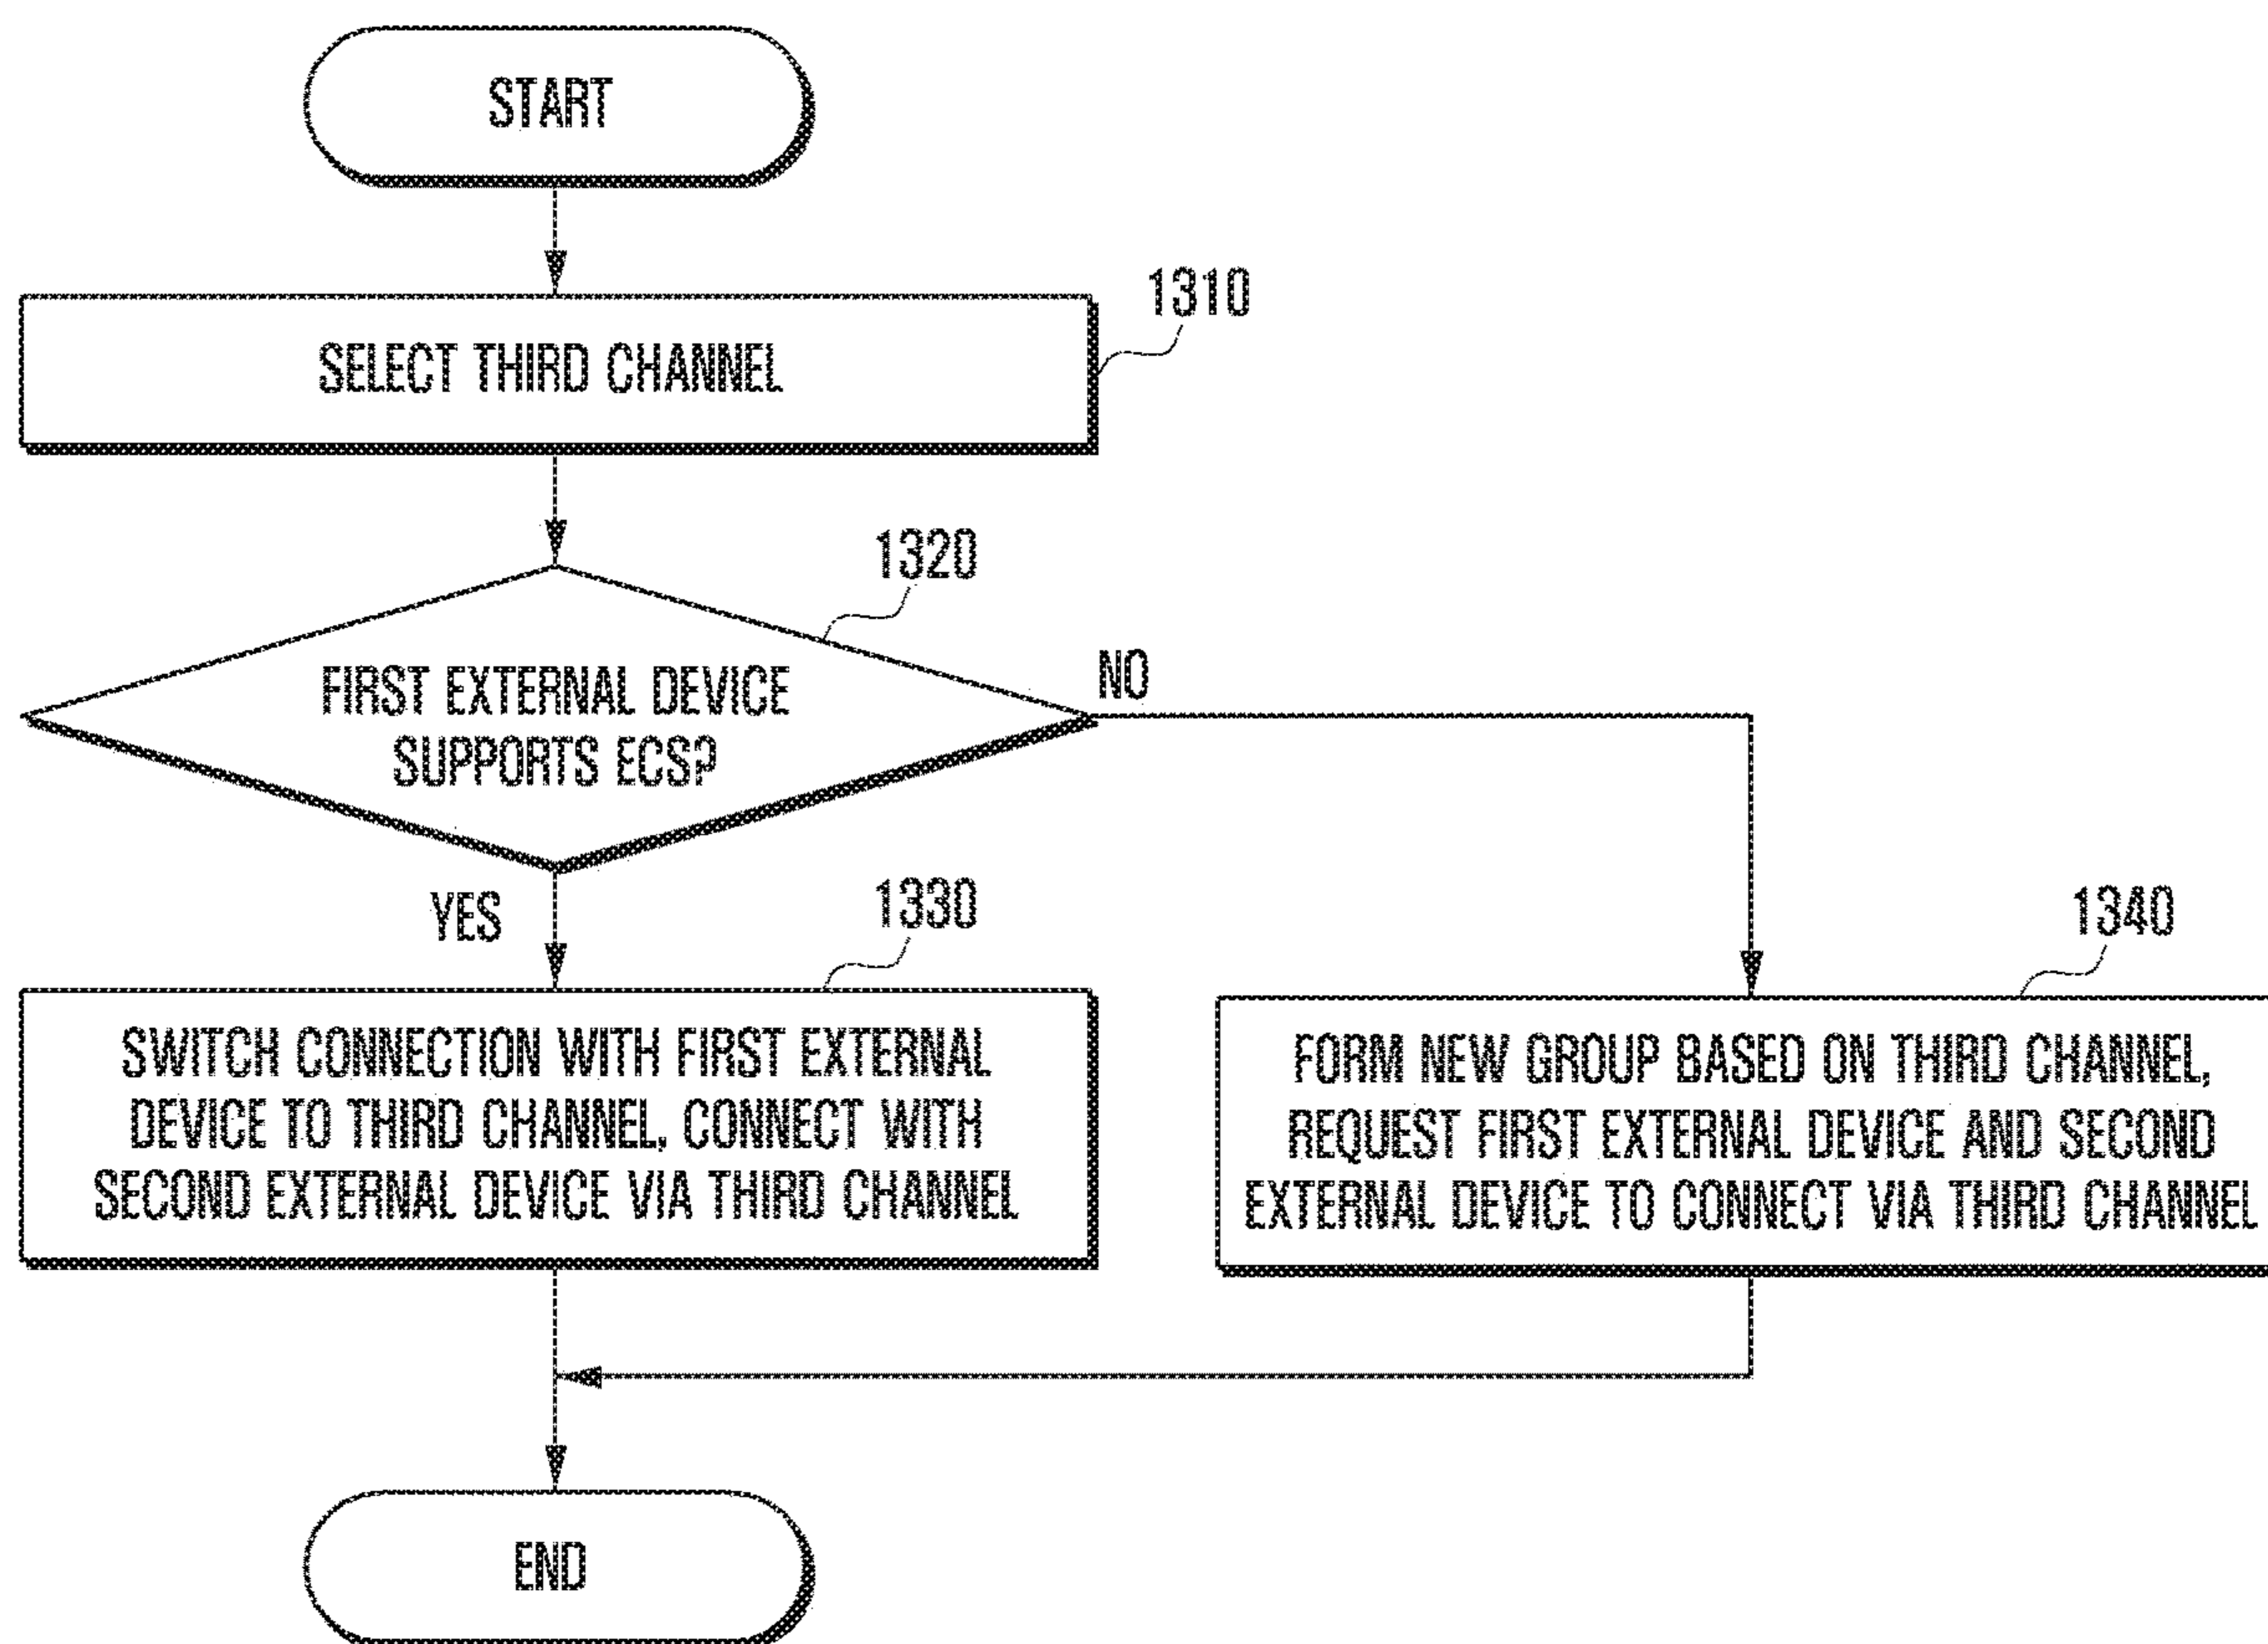 START
1310
SELECT THIRD CHANNEL
1320
FIRST EXTERNAL DEVICE
SUPPORTS ECS?
NO
YES
1330
SWITCH CONNECTION WITH FIRST EXTERNAL
DEVICE TO THIRD CHANNEL, CONNECT WITH
SECOND EXTERNAL DEVICE VIA THIRD CHANNEL
1340
FORM NEW GROUP BASED ON THIRD CHANNEL,
REQUEST FIRST EXTERNAL DEVICE AND SECOND
EXTERNAL DEVICE TO CONNECT VIA THIRD CHANNEL
END